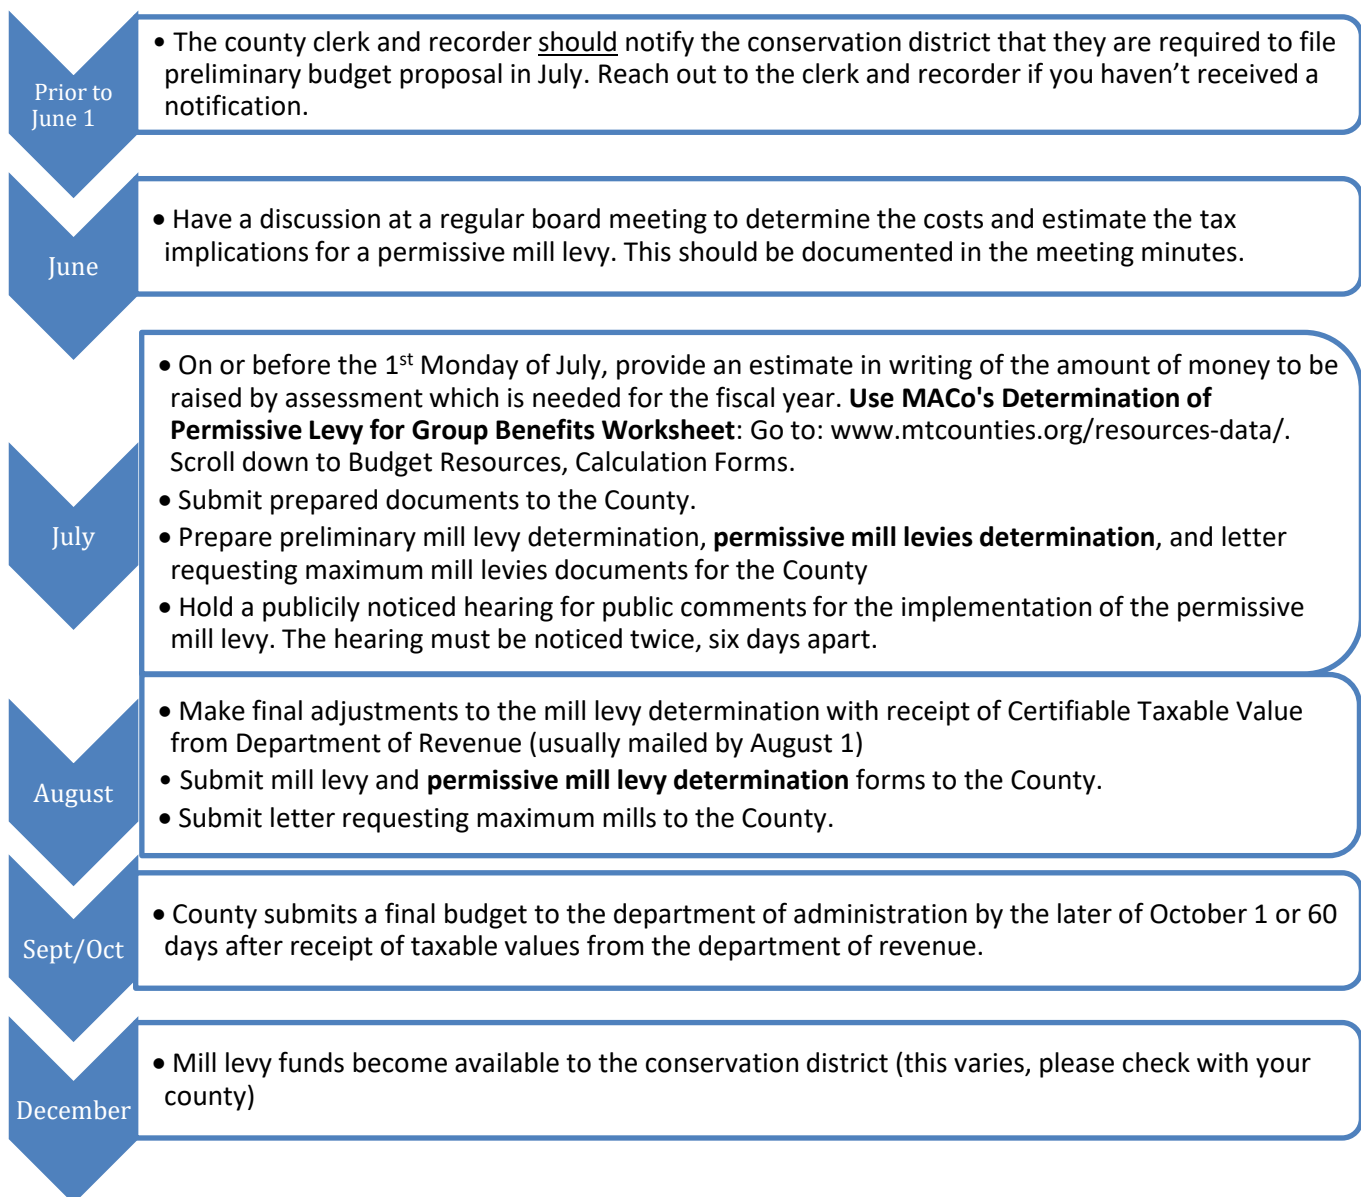 Prior to
June 1
• The county clerk and recorder should notify the conservation district that they are required to file
preliminary budget proposal in July. Reach out to the clerk and recorder if you haven’t received a
notification.
June
• Have a discussion at a regular board meeting to determine the costs and estimate the tax
implications for a permissive mill levy. This should be documented in the meeting minutes.
July
• On or before the 1st Monday of July, provide an estimate in writing of the amount of money to be
raised by assessment which is needed for the fiscal year. Use MACo's Determination of
Permissive Levy for Group Benefits Worksheet: Go to: www.mtcounties.org/resources-data/.
Scroll down to Budget Resources, Calculation Forms.
• Submit prepared documents to the County.
• Prepare preliminary mill levy determination, permissive mill levies determination, and letter
requesting maximum mill levies documents for the County
• Hold a publicily noticed hearing for public comments for the implementation of the permissive
mill levy. The hearing must be noticed twice, six days apart.
August
• Make final adjustments to the mill levy determination with receipt of Certifiable Taxable Value
from Department of Revenue (usually mailed by August 1)
• Submit mill levy and permissive mill levy determination forms to the County.
• Submit letter requesting maximum mills to the County.
Sept/Oct
• County submits a final budget to the department of administration by the later of October 1 or 60
days after receipt of taxable values from the department of revenue.
December
• Mill levy funds become available to the conservation district (this varies, please check with your
county)